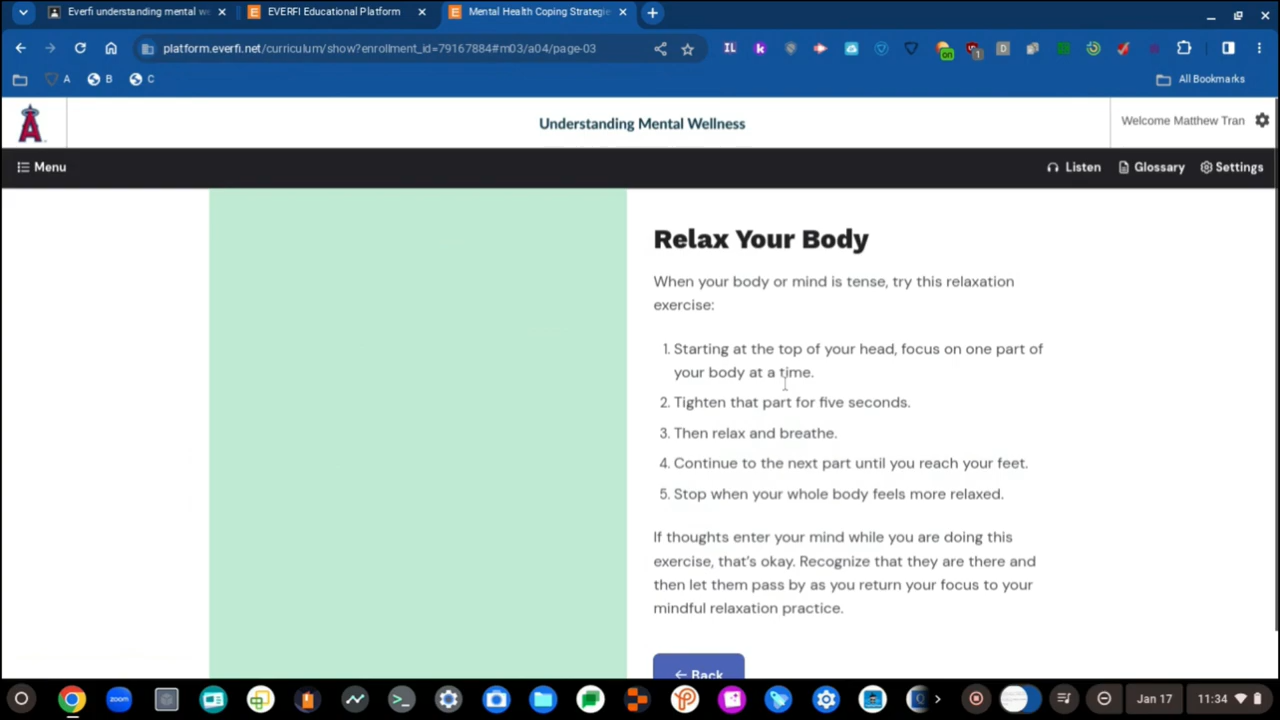 Everfi understanding mental we
EVERFI Educational Platform
Mental Health Coping Strategie
platform.everfi.net/curriculum/show?enrollment_id=79167884#m03/a04/page-03
IL
k
on
1
D
A
B
C
All Bookmarks
A
Understanding Mental Wellness
Welcome Matthew Tran
Menu
Listen
Glossary
Settings
Relax Your Body
When your body or mind is tense, try this relaxation
exercise:
1. Starting at the top of your head, focus on one part of
your body at a time.
2. Tighten that part for five seconds.
3. Then relax and breathe.
4. Continue to the next part until you reach your feet.
5. Stop when your whole body feels more relaxed.
If thoughts enter your mind while you are doing this
exercise, that's okay. Recognize that they are there and
then let them pass by as you return your focus to your
mindful relaxation practice.
← Back
zoom
Jan 17
11:34